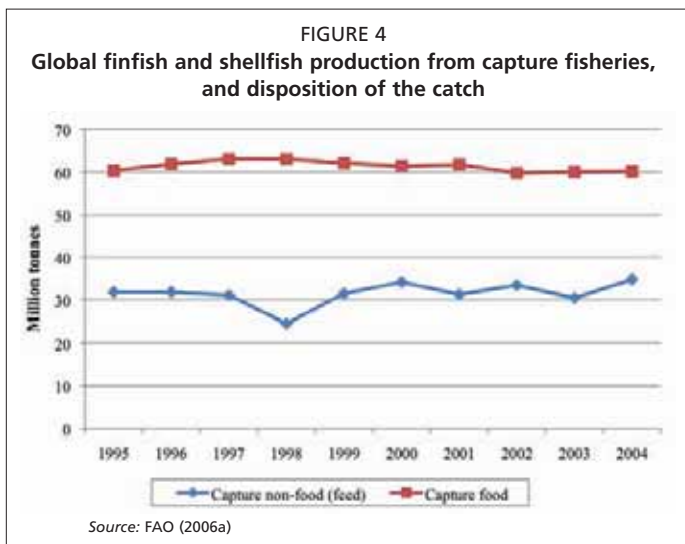 FIGURE 4
Global finfish and shellfish production from capture fisheries,
and disposition of the catch
70
60
50
40
30
20
10
0
Million tonnes
1995 1996 1997 1998 1999 2000 2001 2002 2003 2004
Capture non-food (feed) Capture food
Source: FAO (2006a)